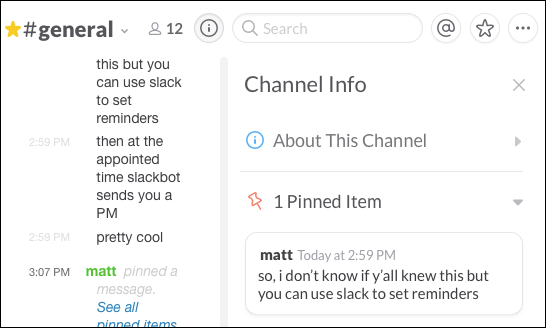 #general
12
Search
this but you
can use slack
to set
reminders
2:59 PM
then at the
appointed
time slackbot
sends you a
PM
2:59 PM
pretty cool
3:07 PM
matt pinned a
message.
See all
pinned items
Channel Info
About This Channel
1 Pinned Item
matt Today at 2:59 PM
so, i don't know if y'all knew this but
you can use slack to set reminders